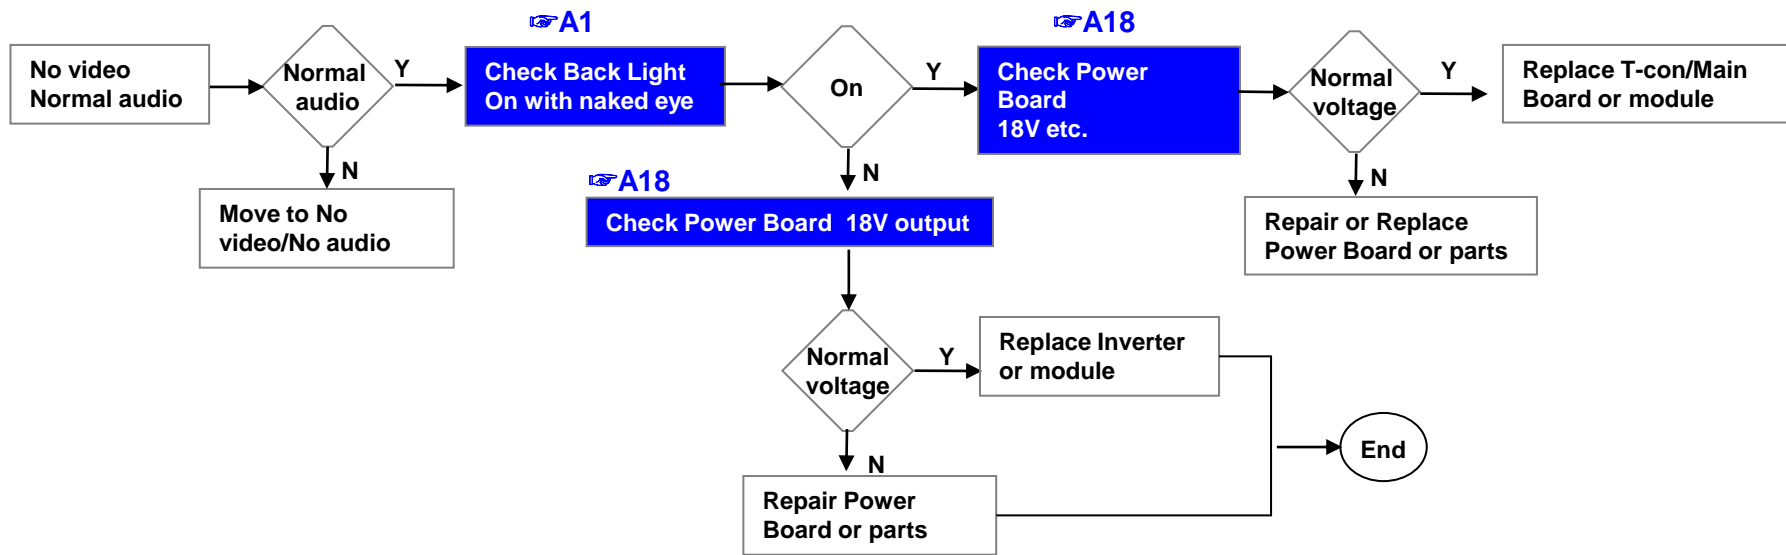 ☞A1
☞A18
No video
Normal audio
Normal
audio
Y
Check Back Light
On with naked eye
On
Y
Check Power
Board
18V etc.
Normal
voltage
Y
Replace T-con/Main
Board or module
N
Move to No
video/No audio
N
☞A18
Check Power Board  18V output
N
Repair or Replace
Power Board or parts
Normal
voltage
Y
Replace Inverter
or module
End
N
Repair Power
Board or parts